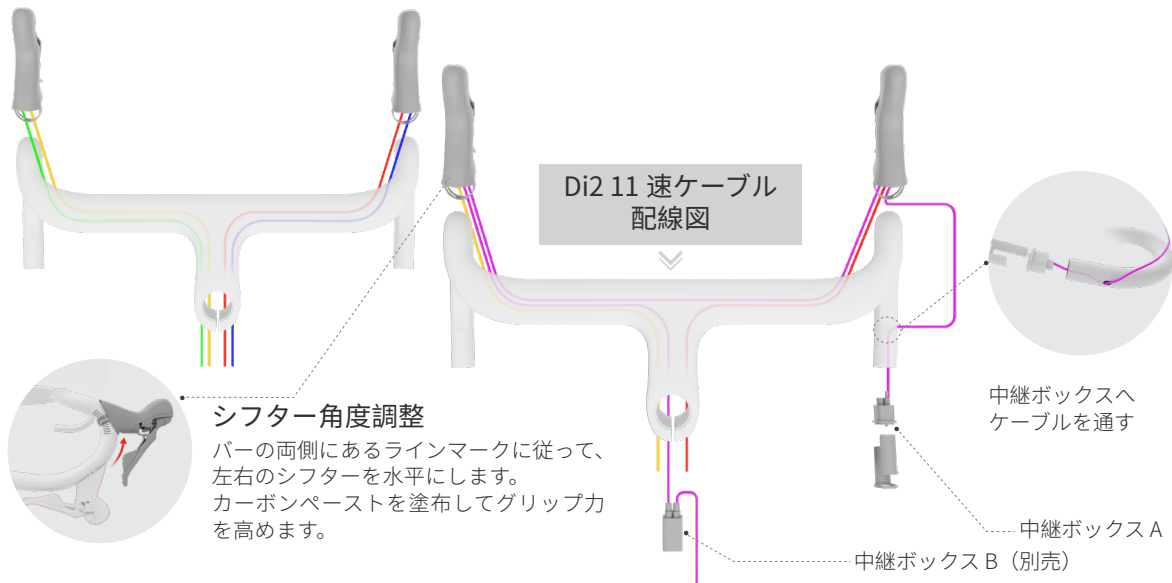 Di2 11 速ケーブル
配線図
シフター角度調整
バーの両側にあるラインマークに従って、
左右のシフターを水平にします。
カーボンペーストを塗布してグリップ力
を高めます。
中継ボックスへ
ケーブルを通す
中継ボックス A
中継ボックス B（別売）